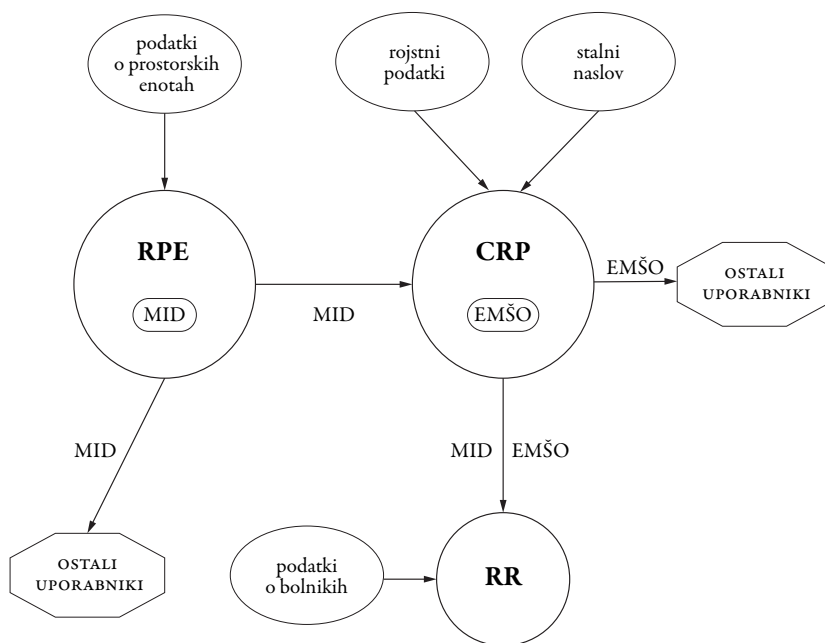 podatki
o prostorskih
enotah
rojstni
podatki
stalni
naslov
RPE
MID
MID
CRP
EMŠO
EMŠO
OSTALI
UPORABNIKI
MID
MID
EMŠO
OSTALI
UPORABNIKI
podatki
o bolnikih
RR